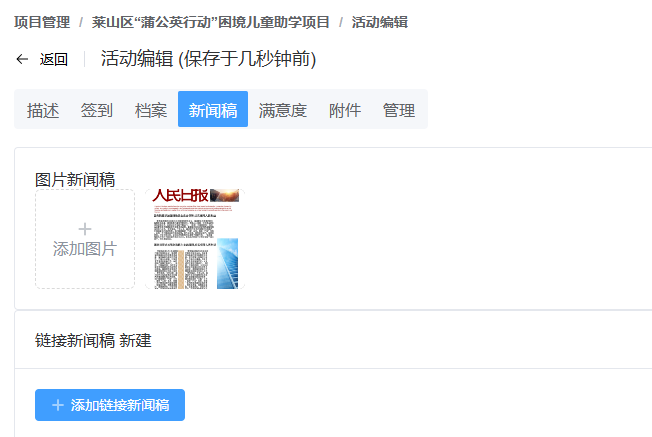 项目管理 / 莱山区“蒲公英行动”困境儿童助学项目 / 活动编辑
← 返回 活动编辑 (保存于几秒钟前)
描述 签到 档案 新闻稿 满意度 附件 管理
图片新闻稿
人民日报
+
添加图片
链接新闻稿 新建
+ 添加链接新闻稿